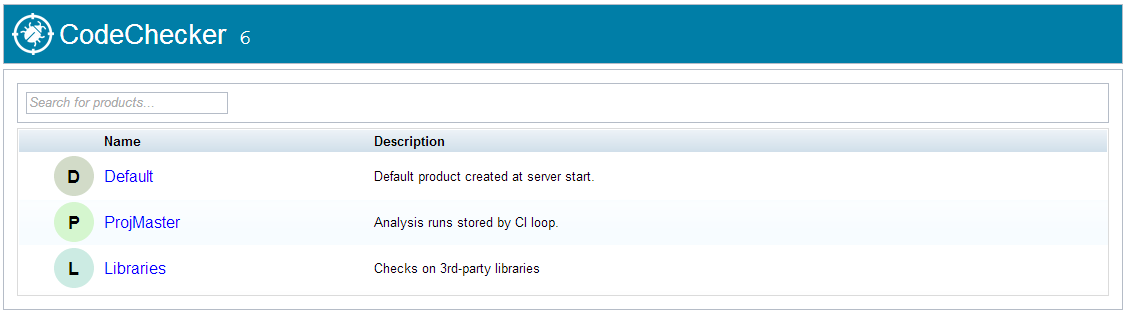 CodeChecker 6
Search for products...
Name Description
D Default Default product created at server start.
P ProjMaster Analysis runs stored by CI loop.
L Libraries Checks on 3rd-party libraries